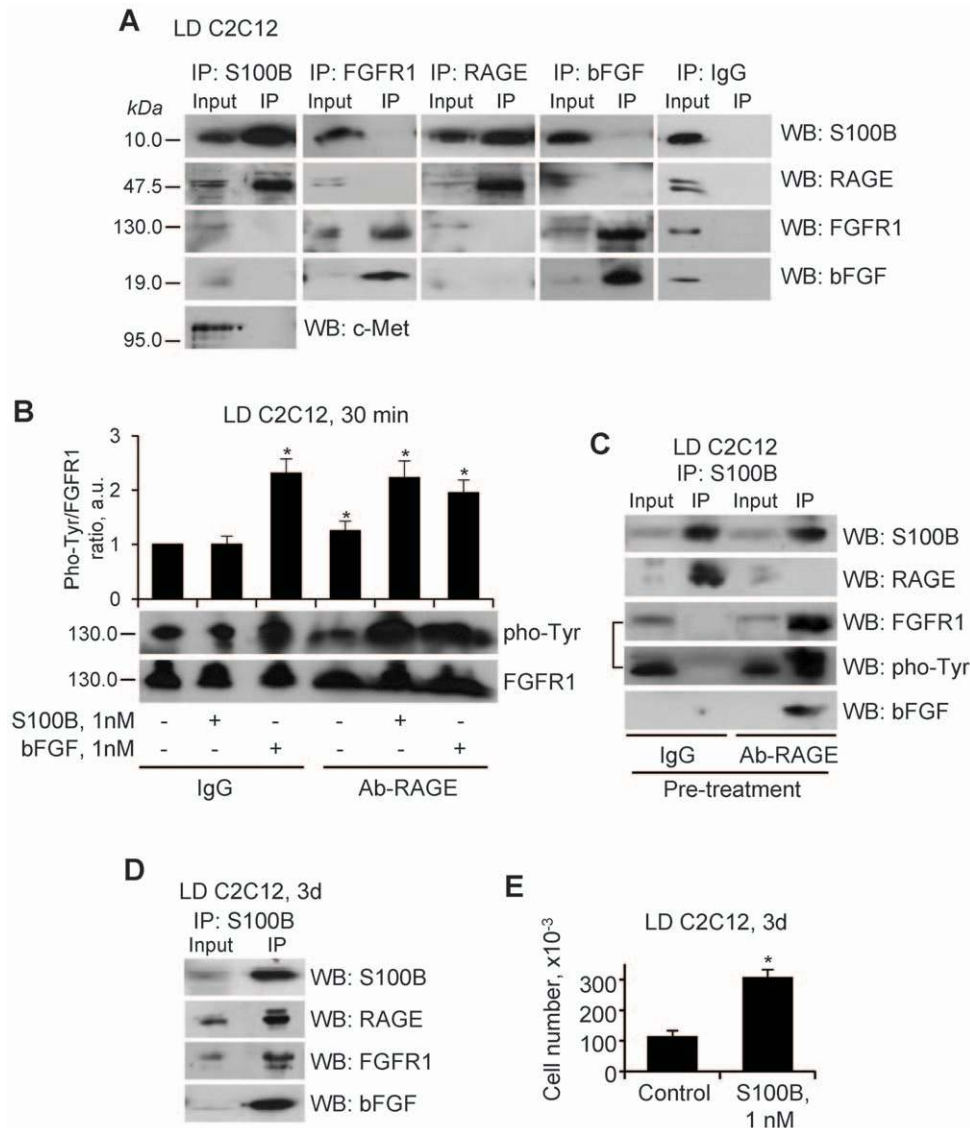 A LD C2C12
IP: S100B IP: FGFR1 IP: RAGE IP: bFGF IP: IgG
kDa Input IP Input IP Input IP Input IP Input IP
10.0 WB: S100B
47.5 WB: RAGE
130.0 WB: FGFR1
19.0 WB: bFGF
95.0 WB: c-Met
B LD C2C12, 30 min
Pho-Tyr/FGFR1
ratio, a.u.
3
2
1
0
* * * *
130.0 pho-Tyr
130.0 FGFR1
S100B, 1nM - + - - + -
bFGF, 1nM - - + - - +
IgG Ab-RAGE
C LD C2C12
IP: S100B
Input IP Input IP
WB: S100B
WB: RAGE
WB: FGFR1
WB: pho-Tyr
WB: bFGF
IgG Ab-RAGE
Pre-treatment
D
LD C2C12, 3d
IP: S100B
Input IP
WB: S100B
WB: RAGE
WB: FGFR1
WB: bFGF
E
LD C2C12, 3d
Cell number, x10-3
*
300
200
100
0
Control S100B,
1 nM